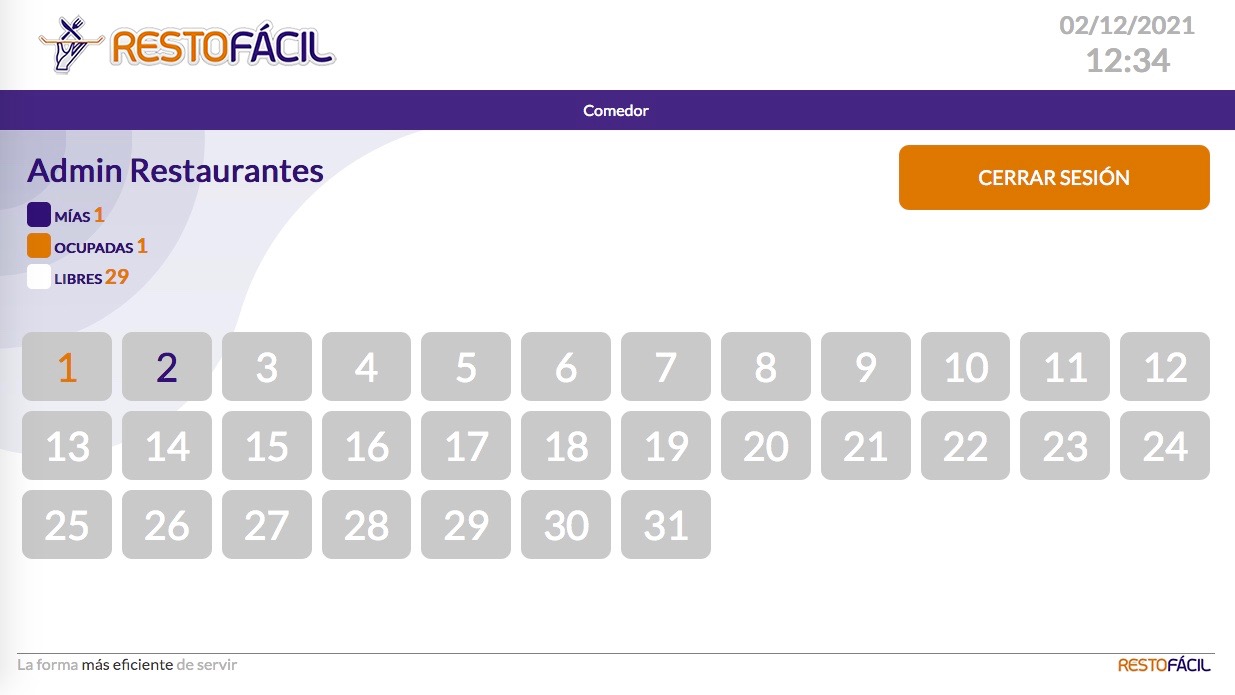 RESTOFÁCIL
02/12/2021
12:34
Comedor
Admin Restaurantes
CERRAR SESIÓN
MÍAS 1
OCUPADAS 1
LIBRES 29
1 2 3 4 5 6 7 8 9 10 11 12
13 14 15 16 17 18 19 20 21 22 23 24
25 26 27 28 29 30 31
La forma más eficiente de servir
RESTOFÁCIL